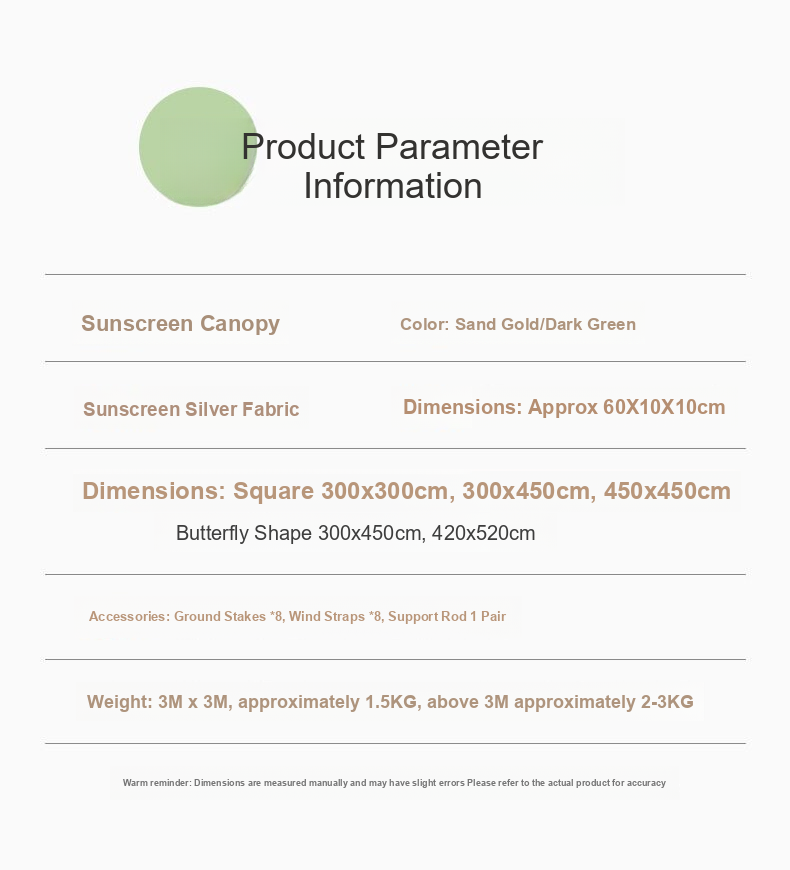 Product Parameter
Information
Sunscreen Canopy
Color: Sand Gold/Dark Green
Sunscreen Silver Fabric
Dimensions: Approx 60X10X10cm
Dimensions: Square 300x300cm, 300x450cm, 450x450cm
Butterfly Shape 300x450cm, 420x520cm
Accessories: Ground Stakes *8, Wind Straps *8, Support Rod 1 Pair
Weight: 3M x 3M, approximately 1.5KG, above 3M approximately 2-3KG
Warm reminder: Dimensions are measured manually and may have slight errors Please refer to the actual product for accuracy